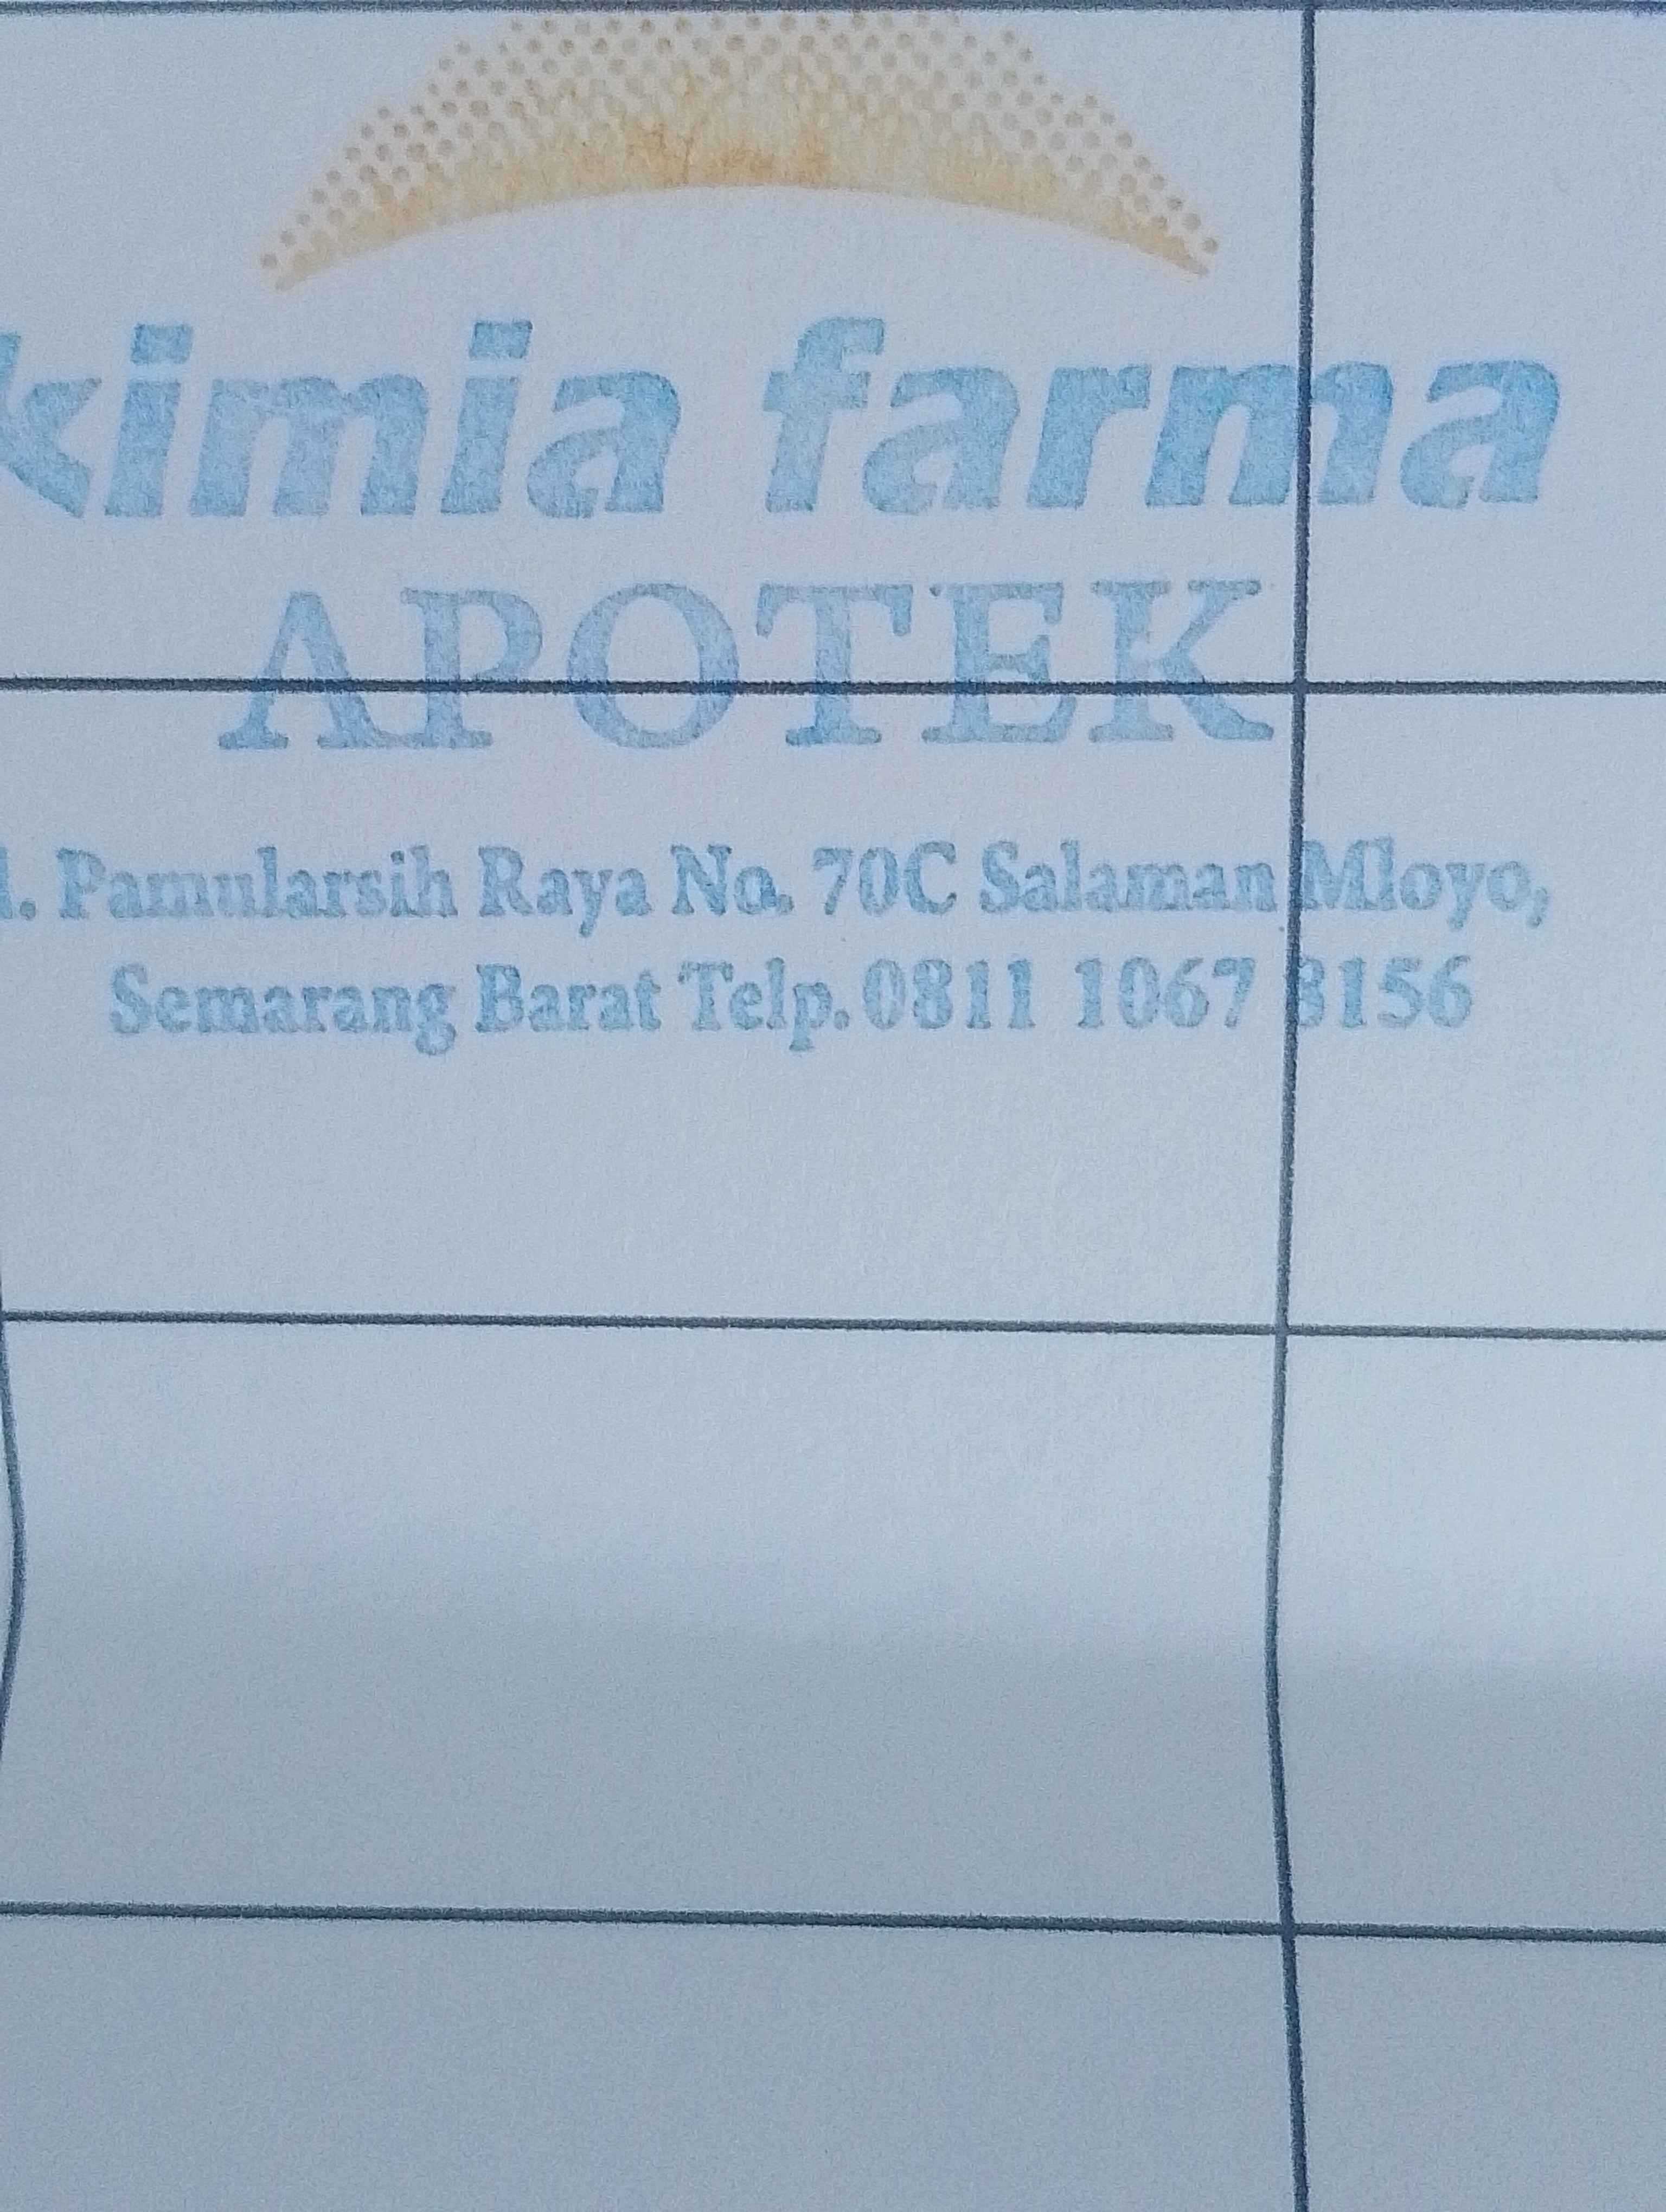 kimia farma
APOTEK
l. Pamularsih Raya No. 70C Salaman Mloyo,
Semarang Barat Telp. 0811 1067 8156